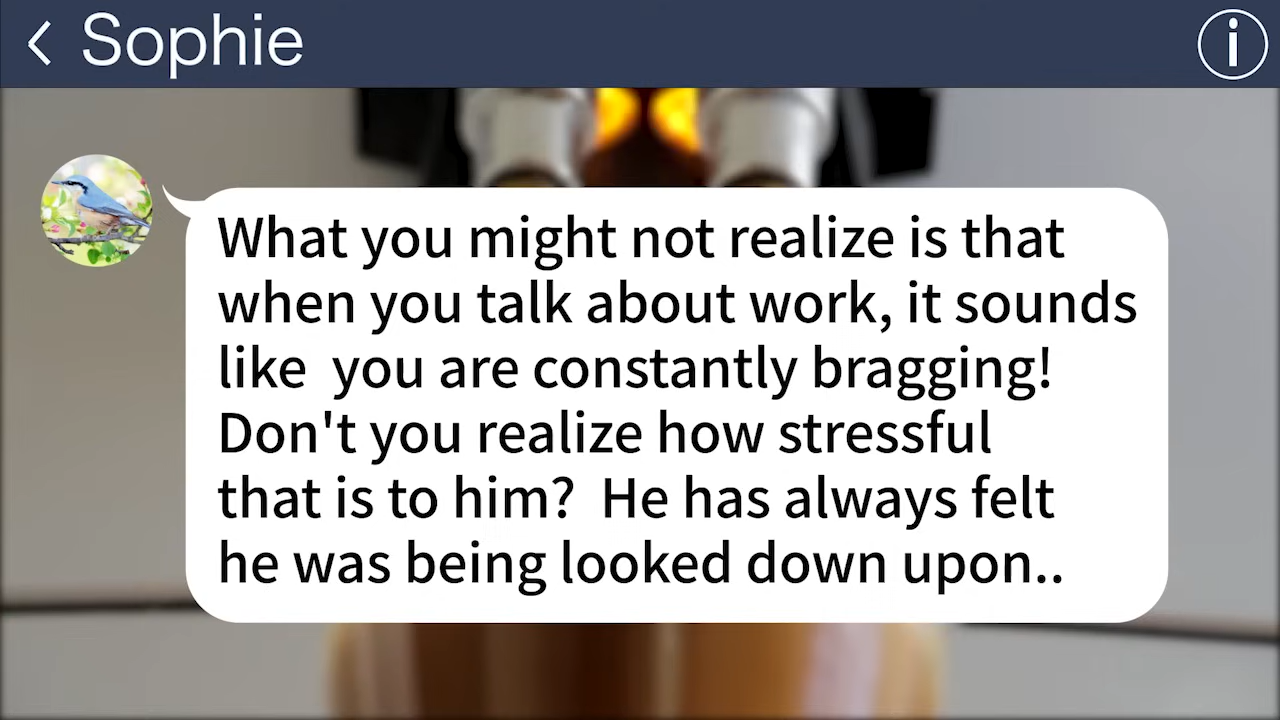 Sophie
What you might not realize is that
when you talk about work, it sounds
like  you are constantly bragging!
Don't you realize how stressful
that is to him?  He has always felt
he was being looked down upon..